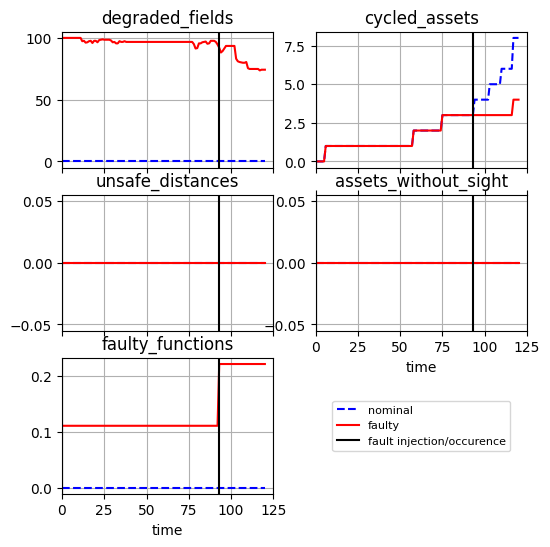 degraded_fields
100
50
0
cycled_assets
7.5
5.0
2.5
0.0
unsafe_distances
0.05
0.00
−0.05
assets_without_sight
0.05
0.00
−0.05
0 25 50 75 100 125
time
faulty_functions
0.2
0.1
0.0
0 25 50 75 100 125
time
nominal
faulty
fault injection/occurence